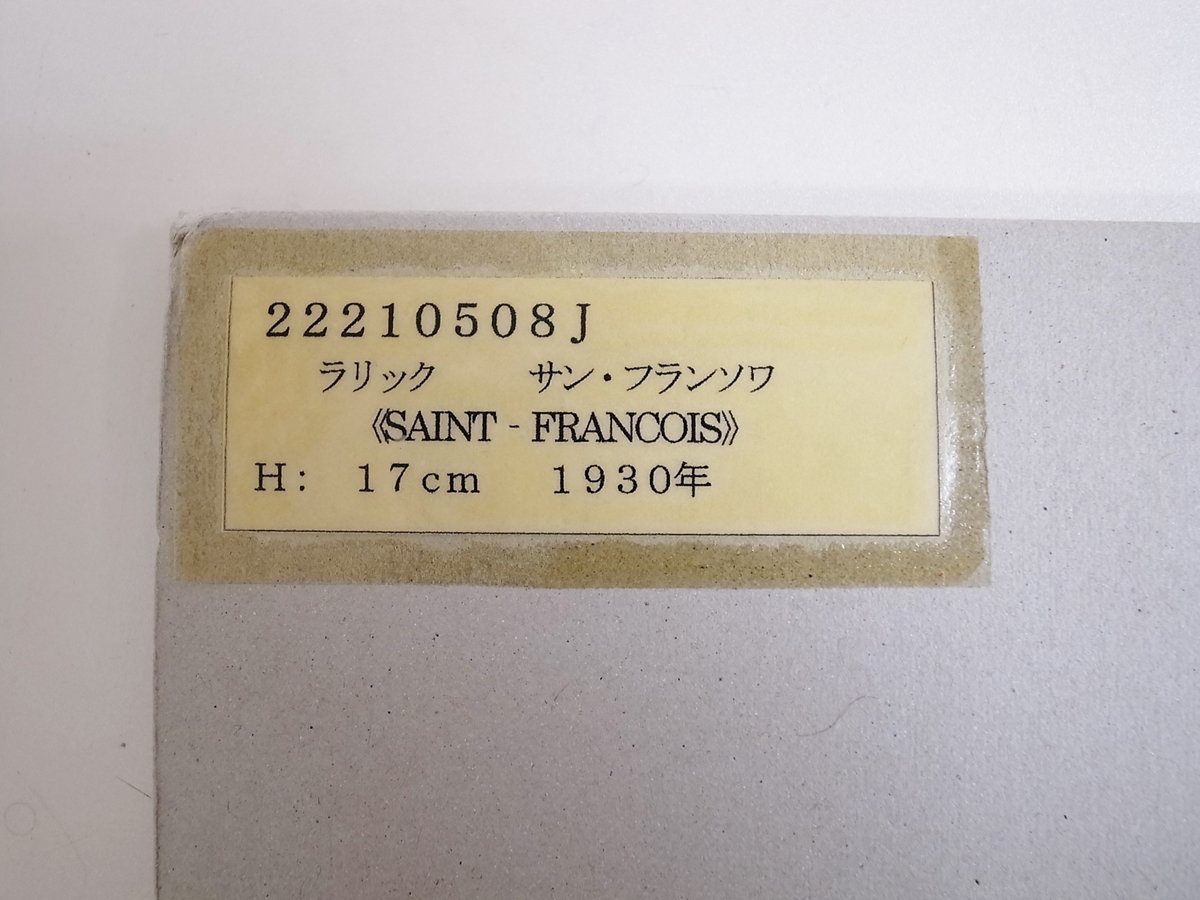 22210508J
ラリック　　サン・フランソワ
《SAINT - FRANCOIS》
H:　17cm　　1930年